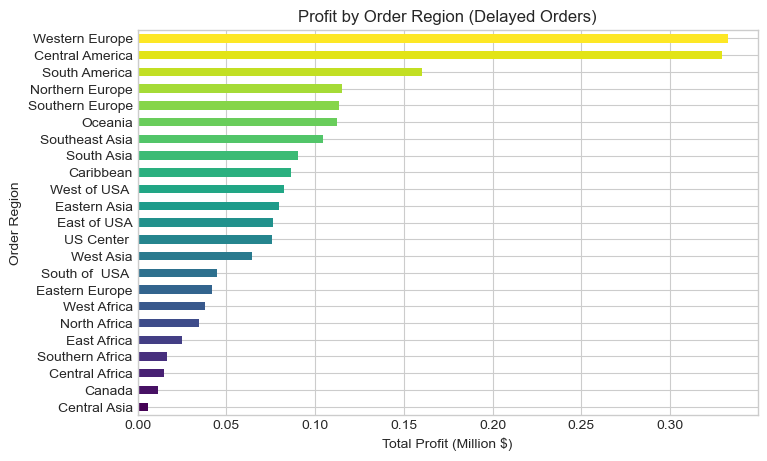 Profit by Order Region (Delayed Orders)
Order Region
Western Europe
Central America
South America
Northern Europe
Southern Europe
Oceania
Southeast Asia
South Asia
Caribbean
West of USA
Eastern Asia
East of USA
US Center
West Asia
South of  USA
Eastern Europe
West Africa
North Africa
East Africa
Southern Africa
Central Africa
Canada
Central Asia
0.00 0.05 0.10 0.15 0.20 0.25 0.30
Total Profit (Million $)